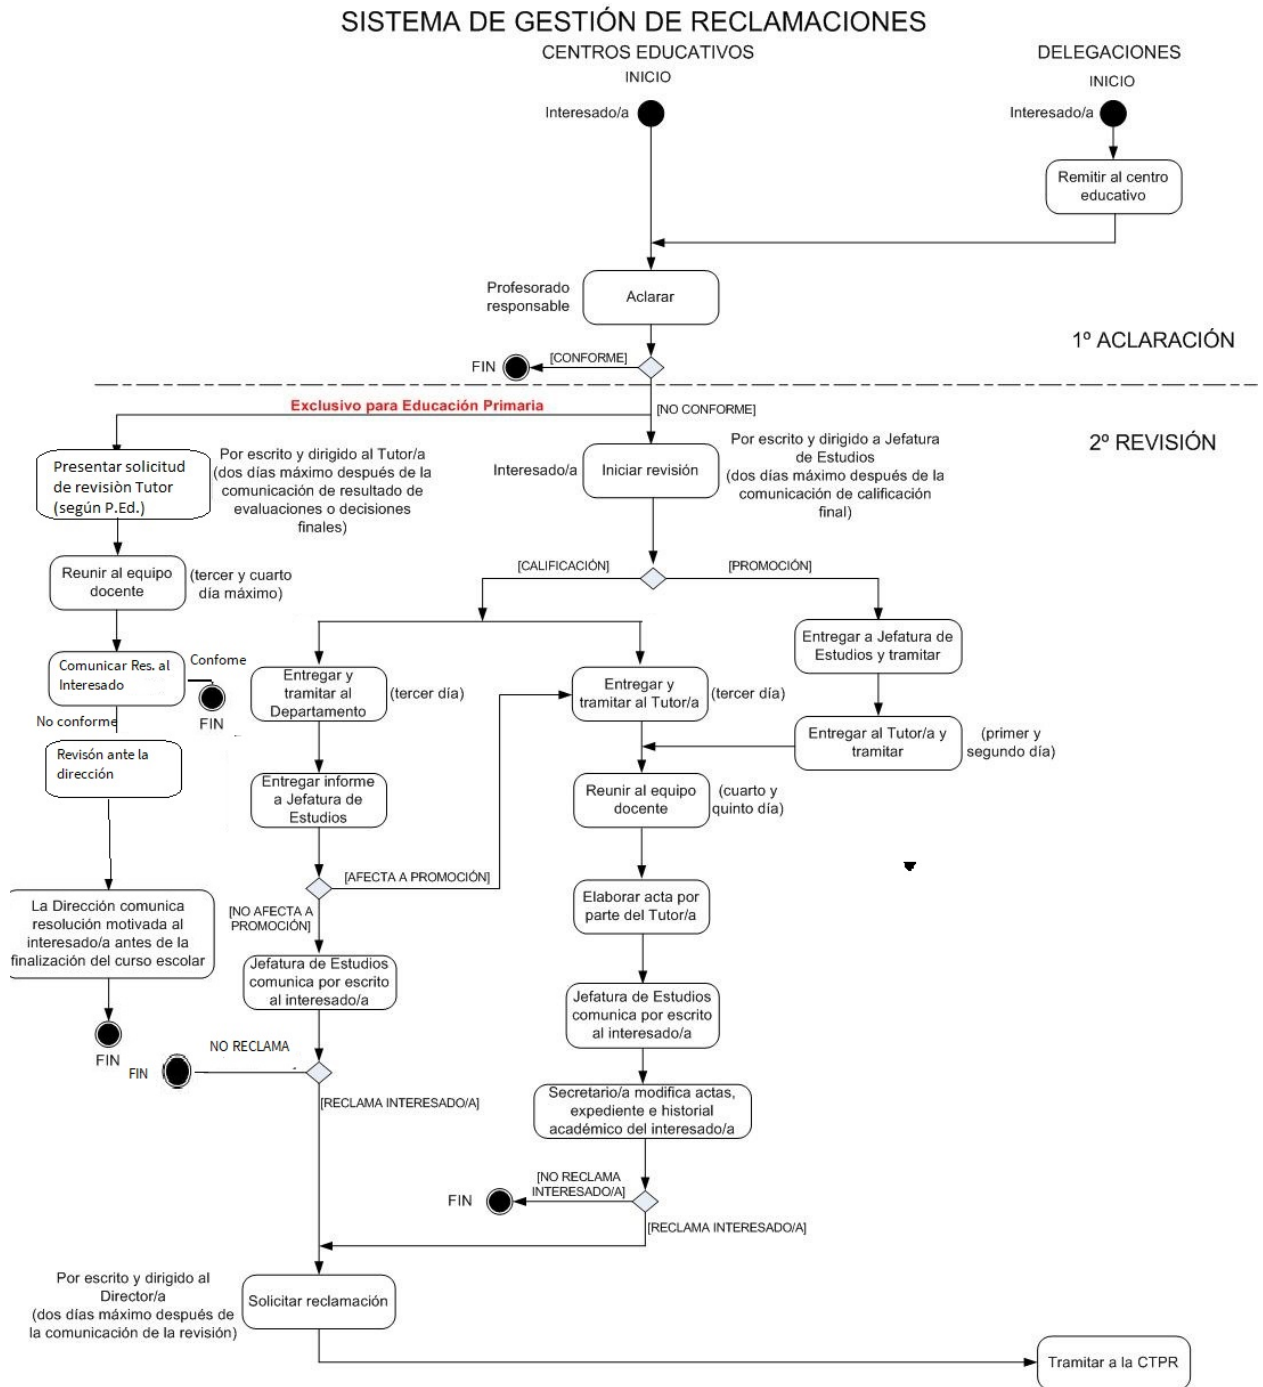 SISTEMA DE GESTIÓN DE RECLAMACIONES
CENTROS EDUCATIVOS
DELEGACIONES
INICIO
INICIO
Interesado/a
Interesado/a
Remitir al centro
educativo
Profesorado
responsable
Aclarar
1º ACLARACIÓN
[CONFORME]
FIN
Exclusivo para Educación Primaria
[NO CONFORME]
2º REVISIÓN
Presentar solicitud
de revisiòn Tutor
(según P.Ed.)
Por escrito y dirigido al Tutor/a
(dos días máximo después de la
comunicación de resultado de
evaluaciones o decisiones
finales)
Interesado/a
Iniciar revisión
Por escrito y dirigido a Jefatura
de Estudios
(dos días máximo después de la
comunicación de calificación
final)
Reunir al equipo
docente
(tercer y cuarto
día máximo)
[CALIFICACIÓN]
[PROMOCIÓN]
Comunicar Res. al
Interesado
Confome
FIN
No conforme
Entregar y
tramitar al
Departamento
(tercer día)
Entregar y
tramitar al Tutor/a
(tercer día)
Entregar a Jefatura de
Estudios y tramitar
Entregar al Tutor/a y
tramitar
(primer y
segundo día)
Revisón ante la
dirección
Entregar informe
a Jefatura de
Estudios
Reunir al equipo
docente
(cuarto y
quinto día)
[AFECTA A PROMOCIÓN]
[NO AFECTA A
PROMOCIÓN]
Elaborar acta por
parte del Tutor/a
La Dirección comunica
resolución motivada al
interesado/a antes de la
finalización del curso escolar
Jefatura de Estudios
comunica por escrito
al interesado/a
Jefatura de Estudios
comunica por escrito
al interesado/a
FIN
NO RECLAMA
FIN
[RECLAMA INTERESADO/A]
Secretario/a modifica actas,
expediente e historial
académico del interesado/a
[NO RECLAMA
INTERESADO/A]
FIN
[RECLAMA INTERESADO/A]
Por escrito y dirigido al
Director/a
(dos días máximo después de
la comunicación de la revisión)
Solicitar reclamación
Tramitar a la CTPR